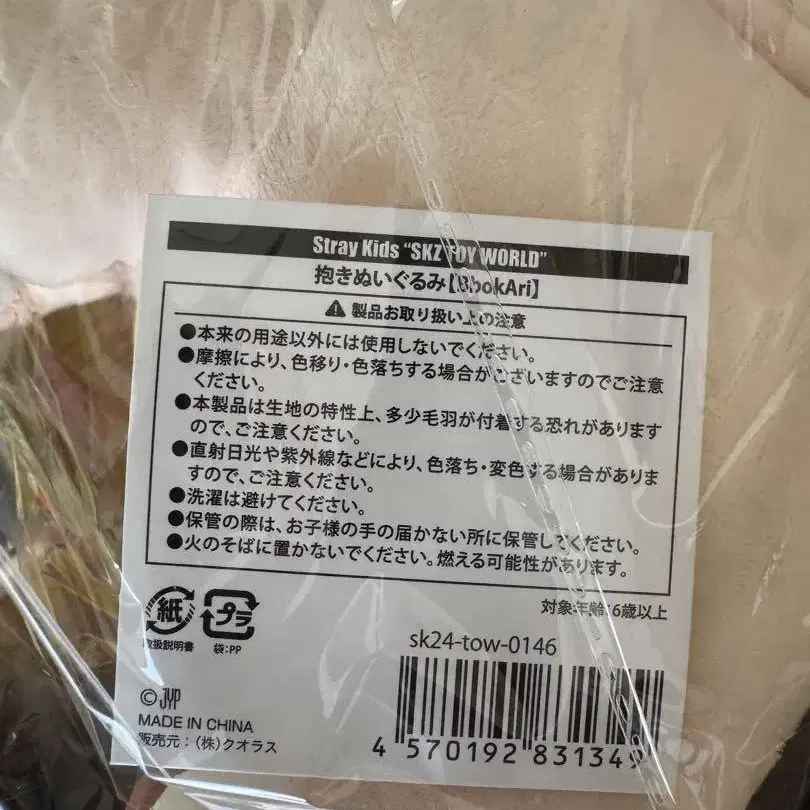 Stray Kids "SKZ TOY WORLD"
抱きぬいぐるみ【BbokAri】
製品お取り扱い上の注意
●本来の用途以外には使用しないでください。
●摩擦により、色移り・色落ちする場合がございますのでご注意
ください。
●本製品は生地の特性上、多少毛羽が付着する恐れがあります
ので、ご注意ください。
●直射日光や紫外線などにより、色落ち・変色する場合がありま
すので、ご注意ください。
●洗濯は避けてください。
●保管の際は、お子様の手の届かない所に保管してください。
●火のそばに置かないでください。燃える可能性があります。
対象年齢:6歳以上
紙 プラ
取扱説明書 袋:PP
sk24-tow-0146
©JYP
MADE IN CHINA
販売元:(株)クオラス
4 570192 831349